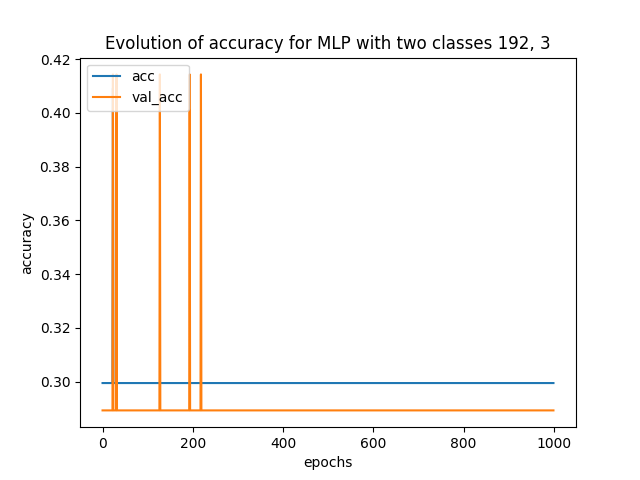 Evolution of accuracy for MLP with two classes 192, 3
acc
val_acc
0.42
0.40
0.38
0.36
0.34
0.32
0.30
accuracy
0
200
400
600
800
1000
epochs